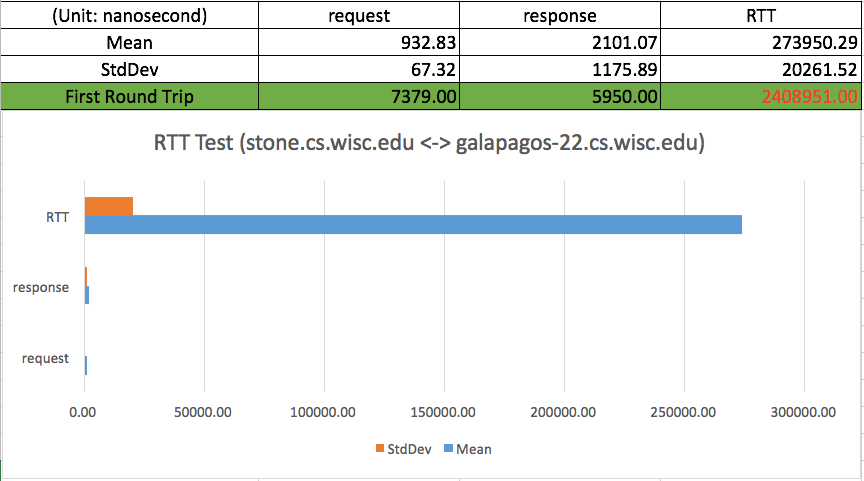 (Unit: nanosecond) request response RTT
Mean 932.83 2101.07 273950.29
StdDev 67.32 1175.89 20261.52
First Round Trip 7379.00 5950.00 2408951.00
RTT Test (stone.cs.wisc.edu <-> galapagos-22.cs.wisc.edu)
RTT
response
request
0.00 50000.00 100000.00 150000.00 200000.00 250000.00 300000.00
StdDev Mean